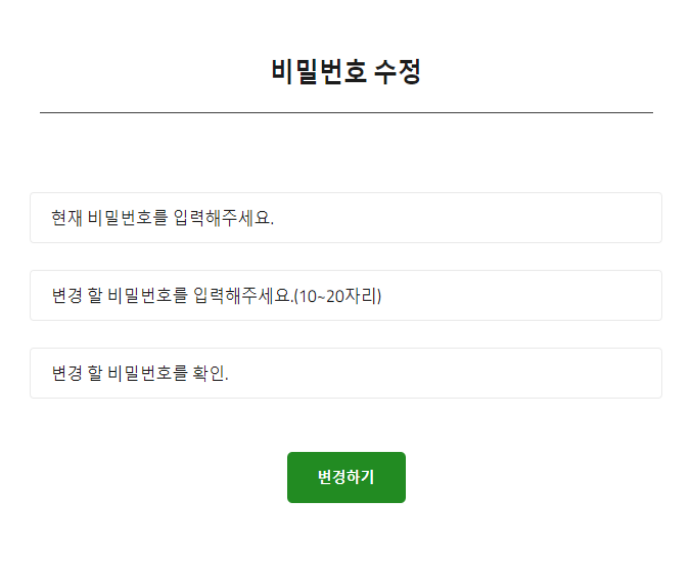 비밀번호 수정
현재 비밀번호를 입력해주세요.
변경 할 비밀번호를 입력해주세요.(10~20자리)
변경 할 비밀번호를 확인.
변경하기